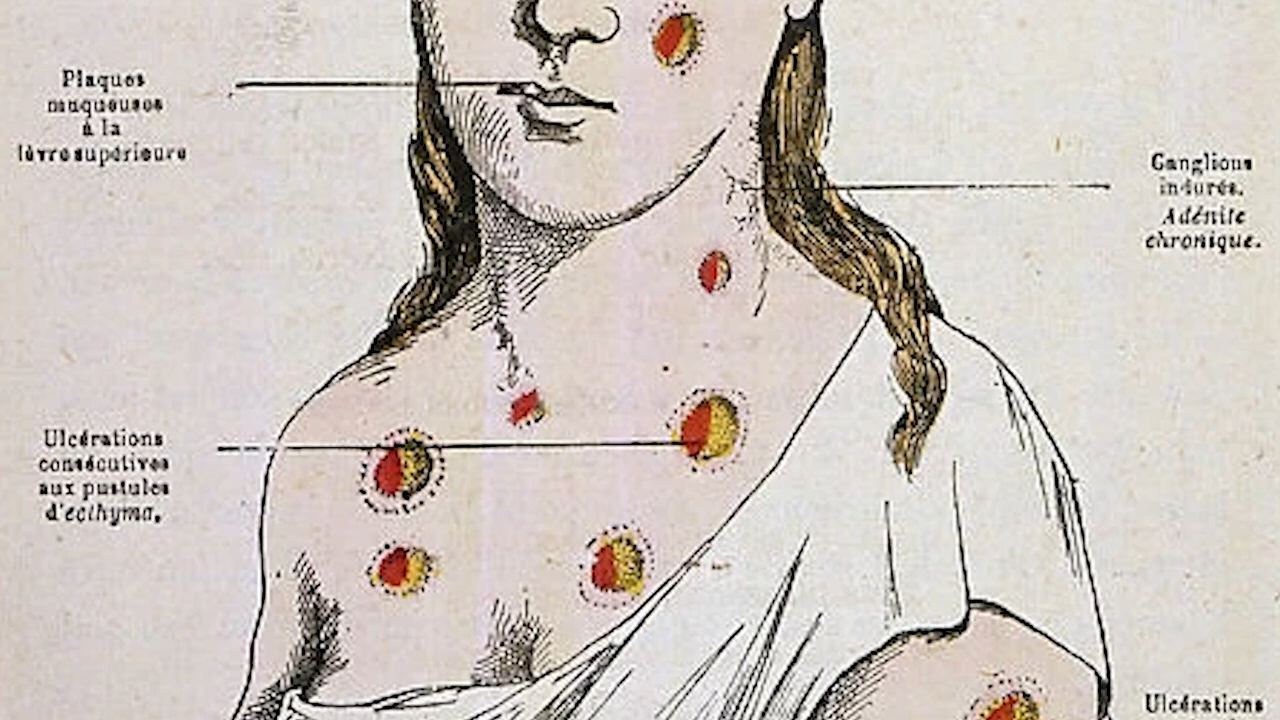 Plaques
muqueuses
à la
lèvre supérieure
Ganglions
indurés.
Adénite
chronique.
Ulcérations
consécutives
aux pustules
d'ecthyma.
Ulcérations